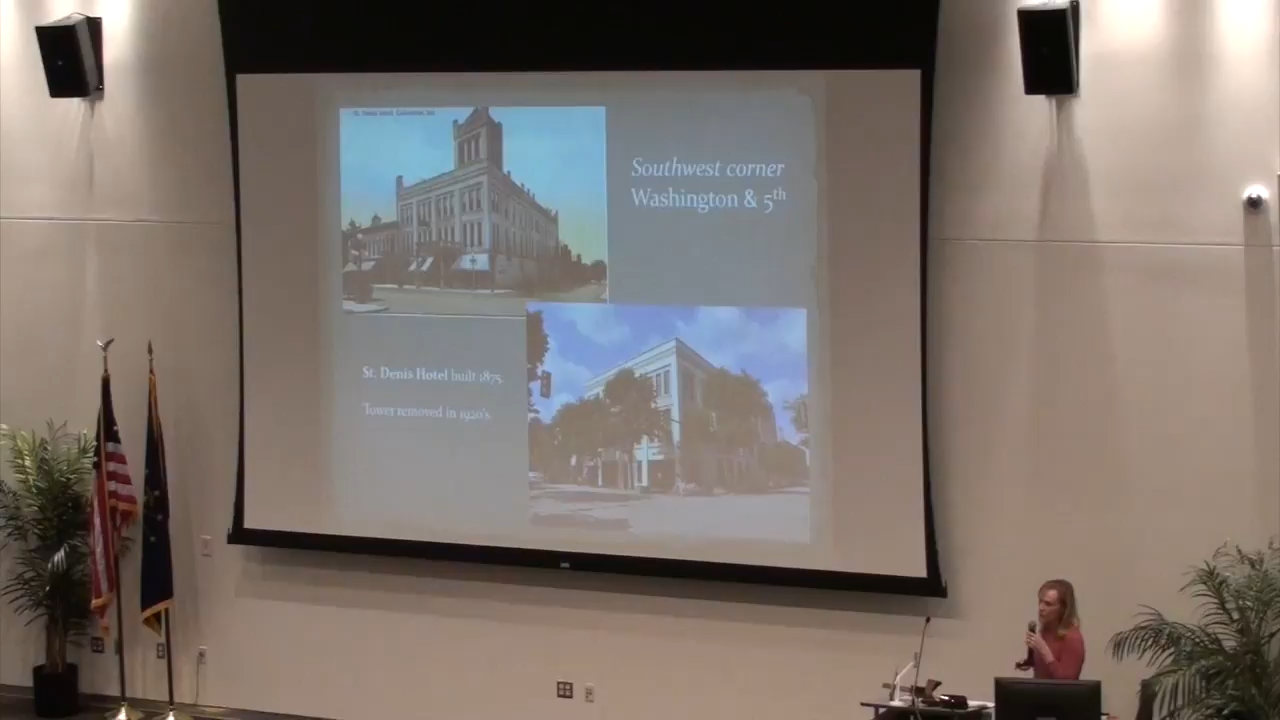 Southwest corner
Washington & 5th
St. Denis Hotel built 1875.
Tower removed in 1920's.